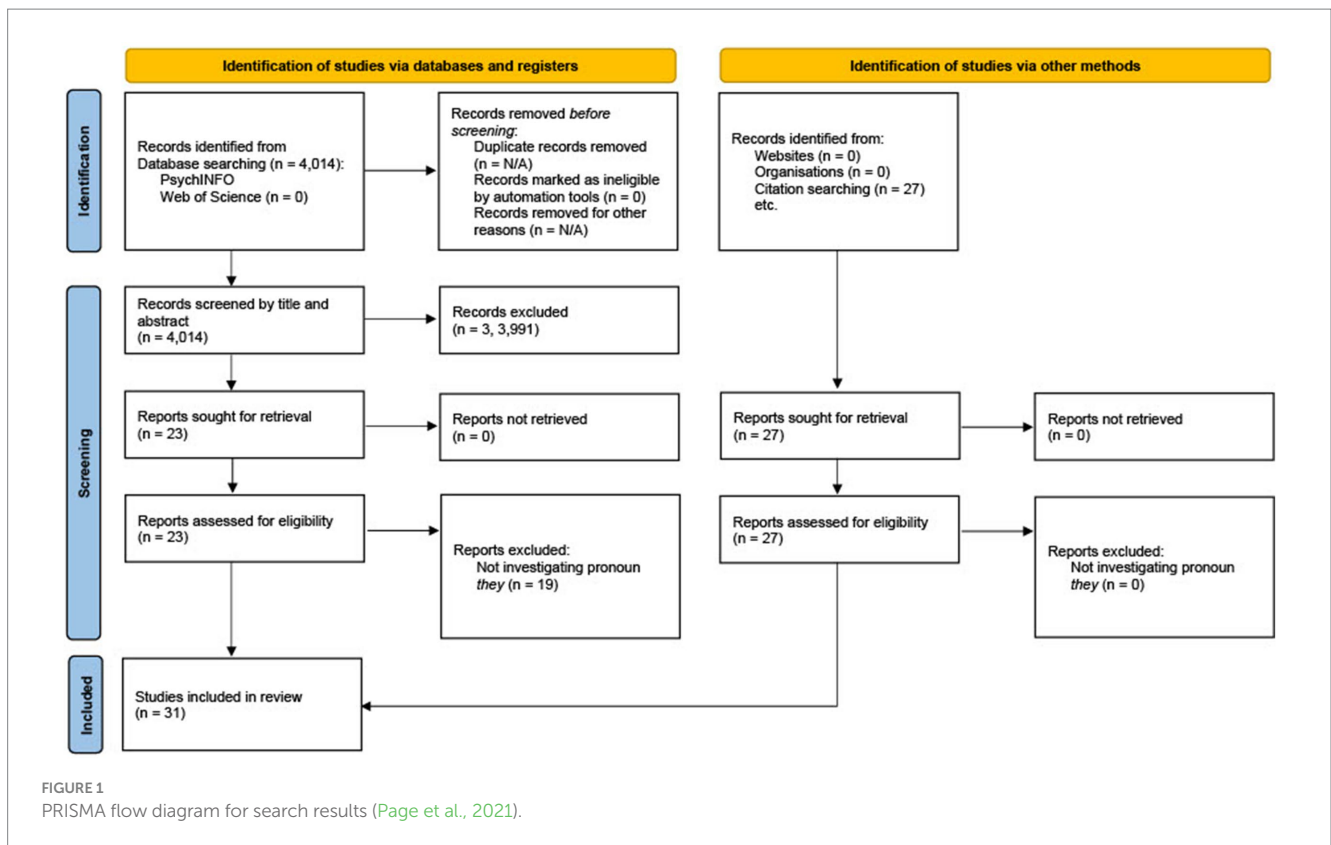 Identification of studies via databases and registers
Identification of studies via other methods
Identification
Records identified from
Database searching (n = 4,014):
PsychINFO
Web of Science (n = 0)
Records removed before
screening:
Duplicate records removed
(n = N/A)
Records marked as ineligible
by automation tools (n = 0)
Records removed for other
reasons (n = N/A)
Records identified from:
Websites (n = 0)
Organisations (n = 0)
Citation searching (n = 27)
etc.
Screening
Records screened by title and
abstract
(n = 4,014)
Records excluded
(n = 3, 3,991)
Reports sought for retrieval
(n = 23)
Reports not retrieved
(n = 0)
Reports sought for retrieval
(n = 27)
Reports not retrieved
(n = 0)
Reports assessed for eligibility
(n = 23)
Reports excluded:
Not investigating pronoun
they (n = 19)
Reports assessed for eligibility
(n = 27)
Reports excluded:
Not investigating pronoun
they (n = 0)
Included
Studies included in review
(n = 31)
FIGURE 1
PRISMA flow diagram for search results (Page et al., 2021).